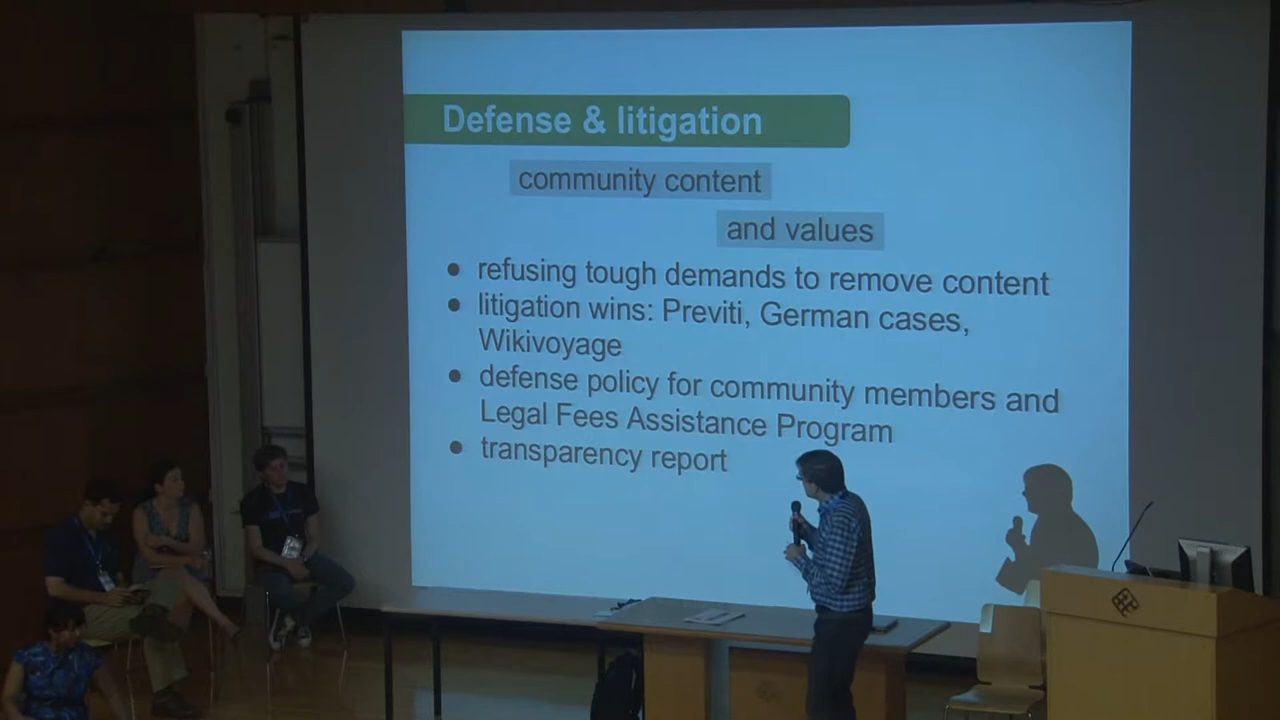 Defense & litigation
community content
and values
• refusing tough demands to remove content
• litigation wins: Previti, German cases,
Wikivoyage
• defense policy for community members and
Legal Fees Assistance Program
• transparency report